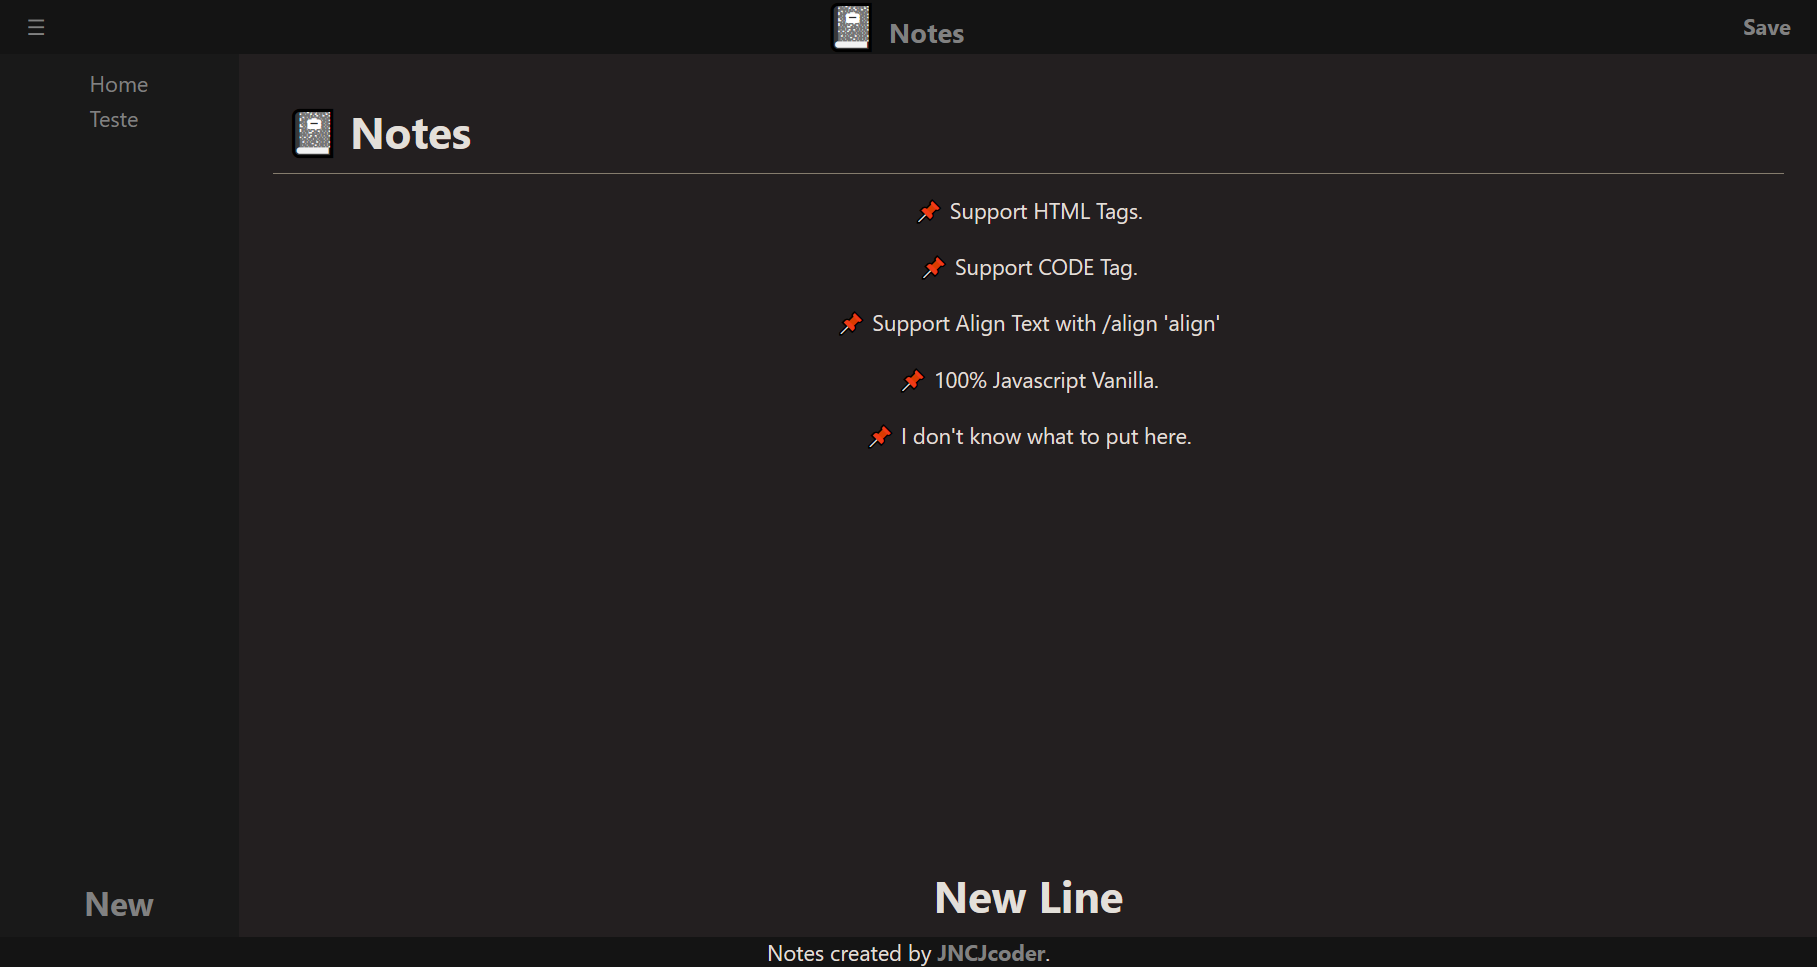 ☰
Notes
Save
Home
Teste
Notes
📌 Support HTML Tags.
📌 Support CODE Tag.
📌 Support Align Text with /align 'align'
📌 100% Javascript Vanilla.
📌 I don't know what to put here.
New
New Line
Notes created by JNCJcoder.